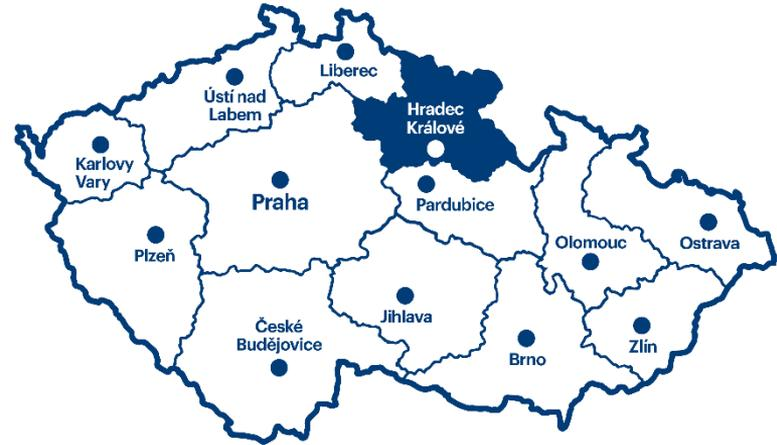 Liberec
Ústí nad
Labem
Hradec
Králové
Karlovy
Vary
Praha
Pardubice
Plzeň
Olomouc
Ostrava
České
Budějovice
Jihlava
Brno
Zlín